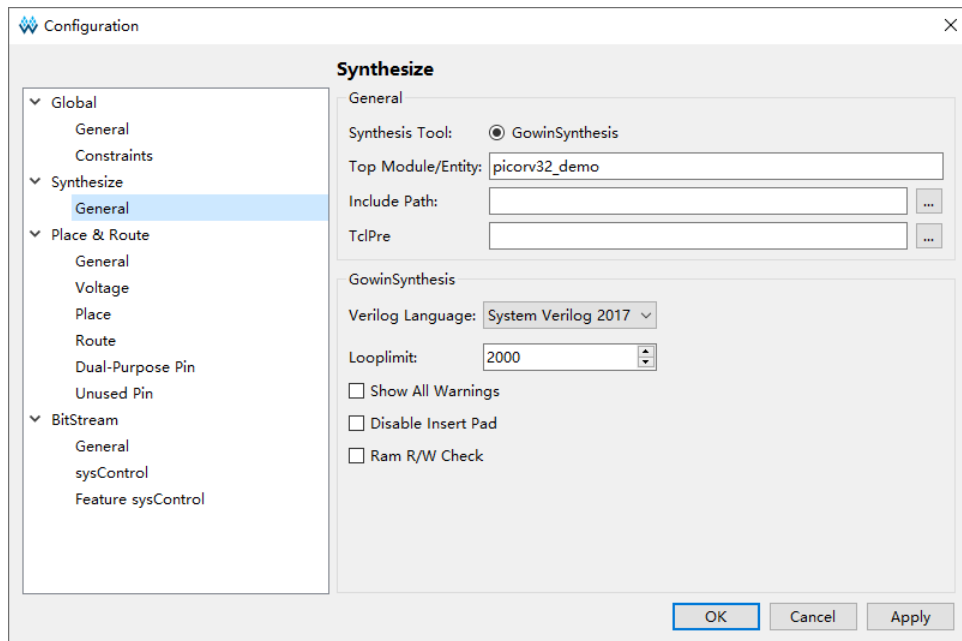 Configuration
Synthesize
Global
General
Constraints
Synthesize
General
Place & Route
General
Voltage
Place
Route
Dual-Purpose Pin
Unused Pin
BitStream
General
sysControl
Feature sysControl
General
Synthesis Tool: GowinSynthesis
Top Module/Entity: picorv32_demo
Include Path: ...
TclPre ...
GowinSynthesis
Verilog Language: System Verilog 2017
Looplimit: 2000
Show All Warnings
Disable Insert Pad
Ram R/W Check
OK Cancel Apply